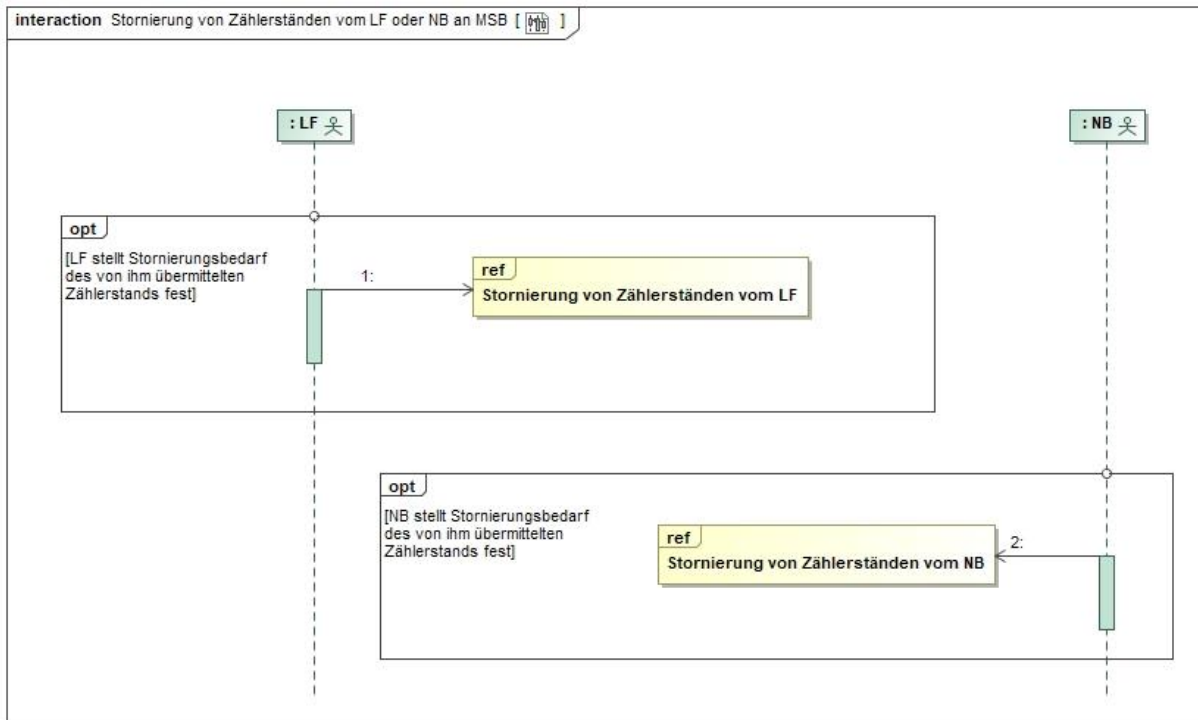 interaction Stornierung von Zählerständen vom LF oder NB an MSB [ ]
: LF
: NB
opt
[LF stellt Stornierungsbedarf
des von ihm übermittelten
Zählerstands fest]
1:
ref
Stornierung von Zählerständen vom LF
opt
[NB stellt Stornierungsbedarf
des von ihm übermittelten
Zählerstands fest]
ref
Stornierung von Zählerständen vom NB
2: